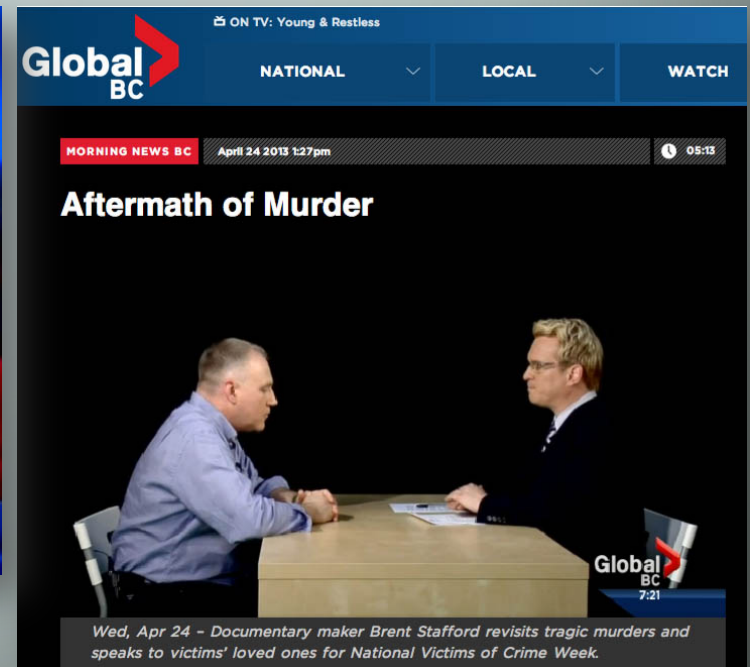 ON TV: Young & Restless
Global
BC
NATIONAL
LOCAL
WATCH
MORNING NEWS BC
April 24 2013 1:27pm
05:13
Aftermath of Murder
Global
BC
7:21
Wed, Apr 24 – Documentary maker Brent Stafford revisits tragic murders and
speaks to victims' loved ones for National Victims of Crime Week.